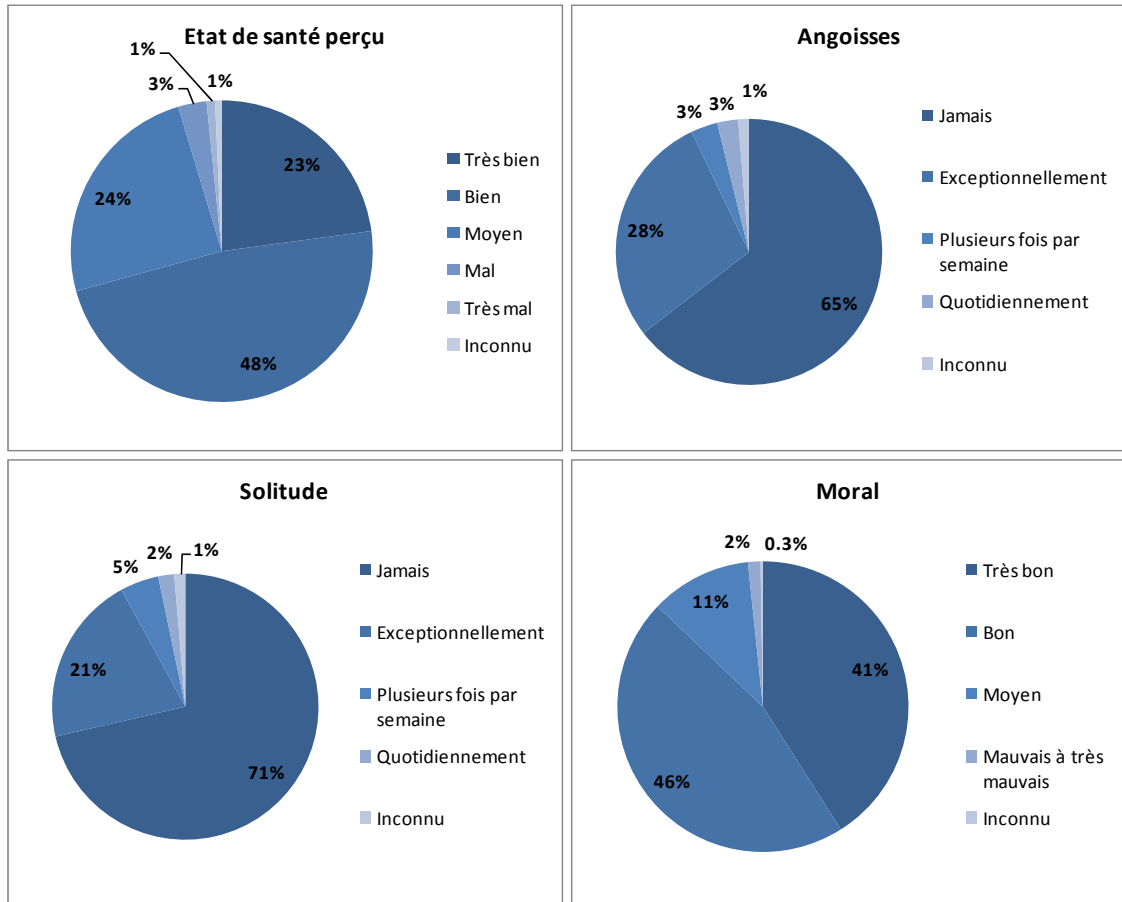 Etat de santé perçu
1%
3%
1%
23%
24%
48%
Très bien
Bien
Moyen
Mal
Très mal
Inconnu
Angoisses
3%
3%
1%
28%
65%
Jamais
Exceptionnellement
Plusieurs fois par
semaine
Quotidiennement
Inconnu
Solitude
5%
2%
1%
21%
71%
Jamais
Exceptionnellement
Plusieurs fois par
semaine
Quotidiennement
Inconnu
Moral
2%
0.3%
11%
41%
46%
Très bon
Bon
Moyen
Mauvais à très
mauvais
Inconnu